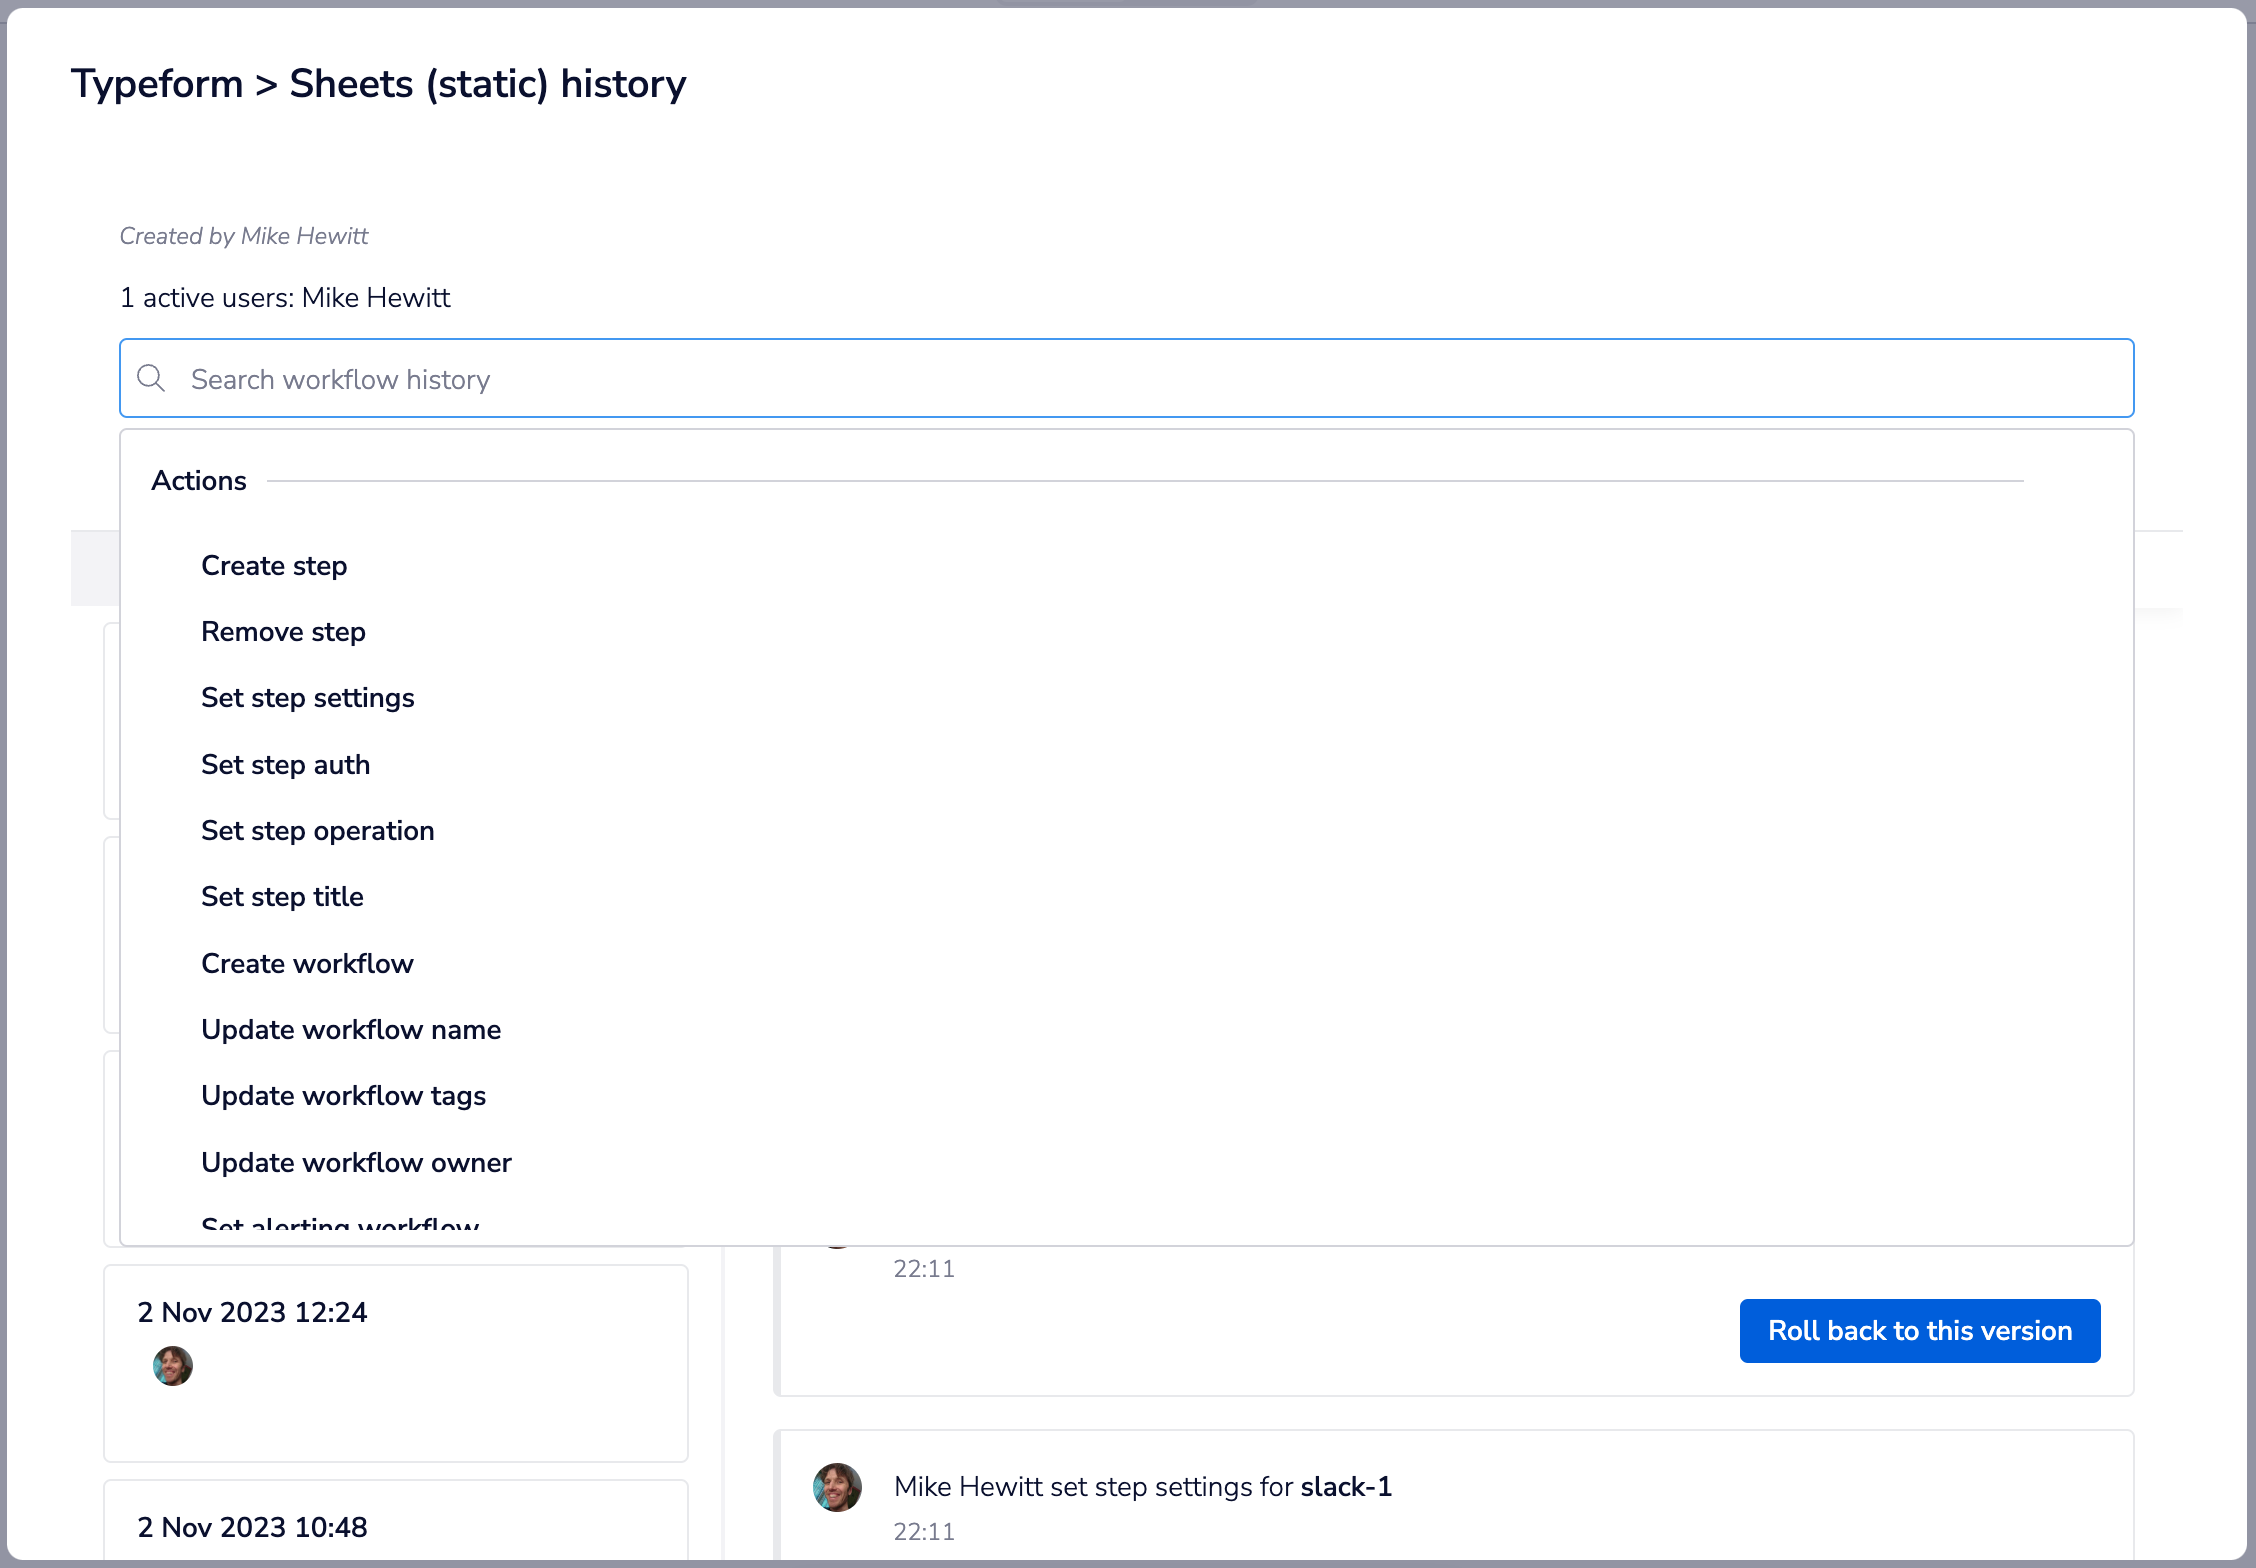 Typeform > Sheets (static) history
Created by Mike Hewitt
1 active users: Mike Hewitt
Search workflow history
Actions
Create step
Remove step
Set step settings
Set step auth
Set step operation
Set step title
Create workflow
Update workflow name
Update workflow tags
Update workflow owner
Set alerting workflow
22:11
2 Nov 2023 12:24
Roll back to this version
Mike Hewitt set step settings for slack-1
22:11
2 Nov 2023 10:48